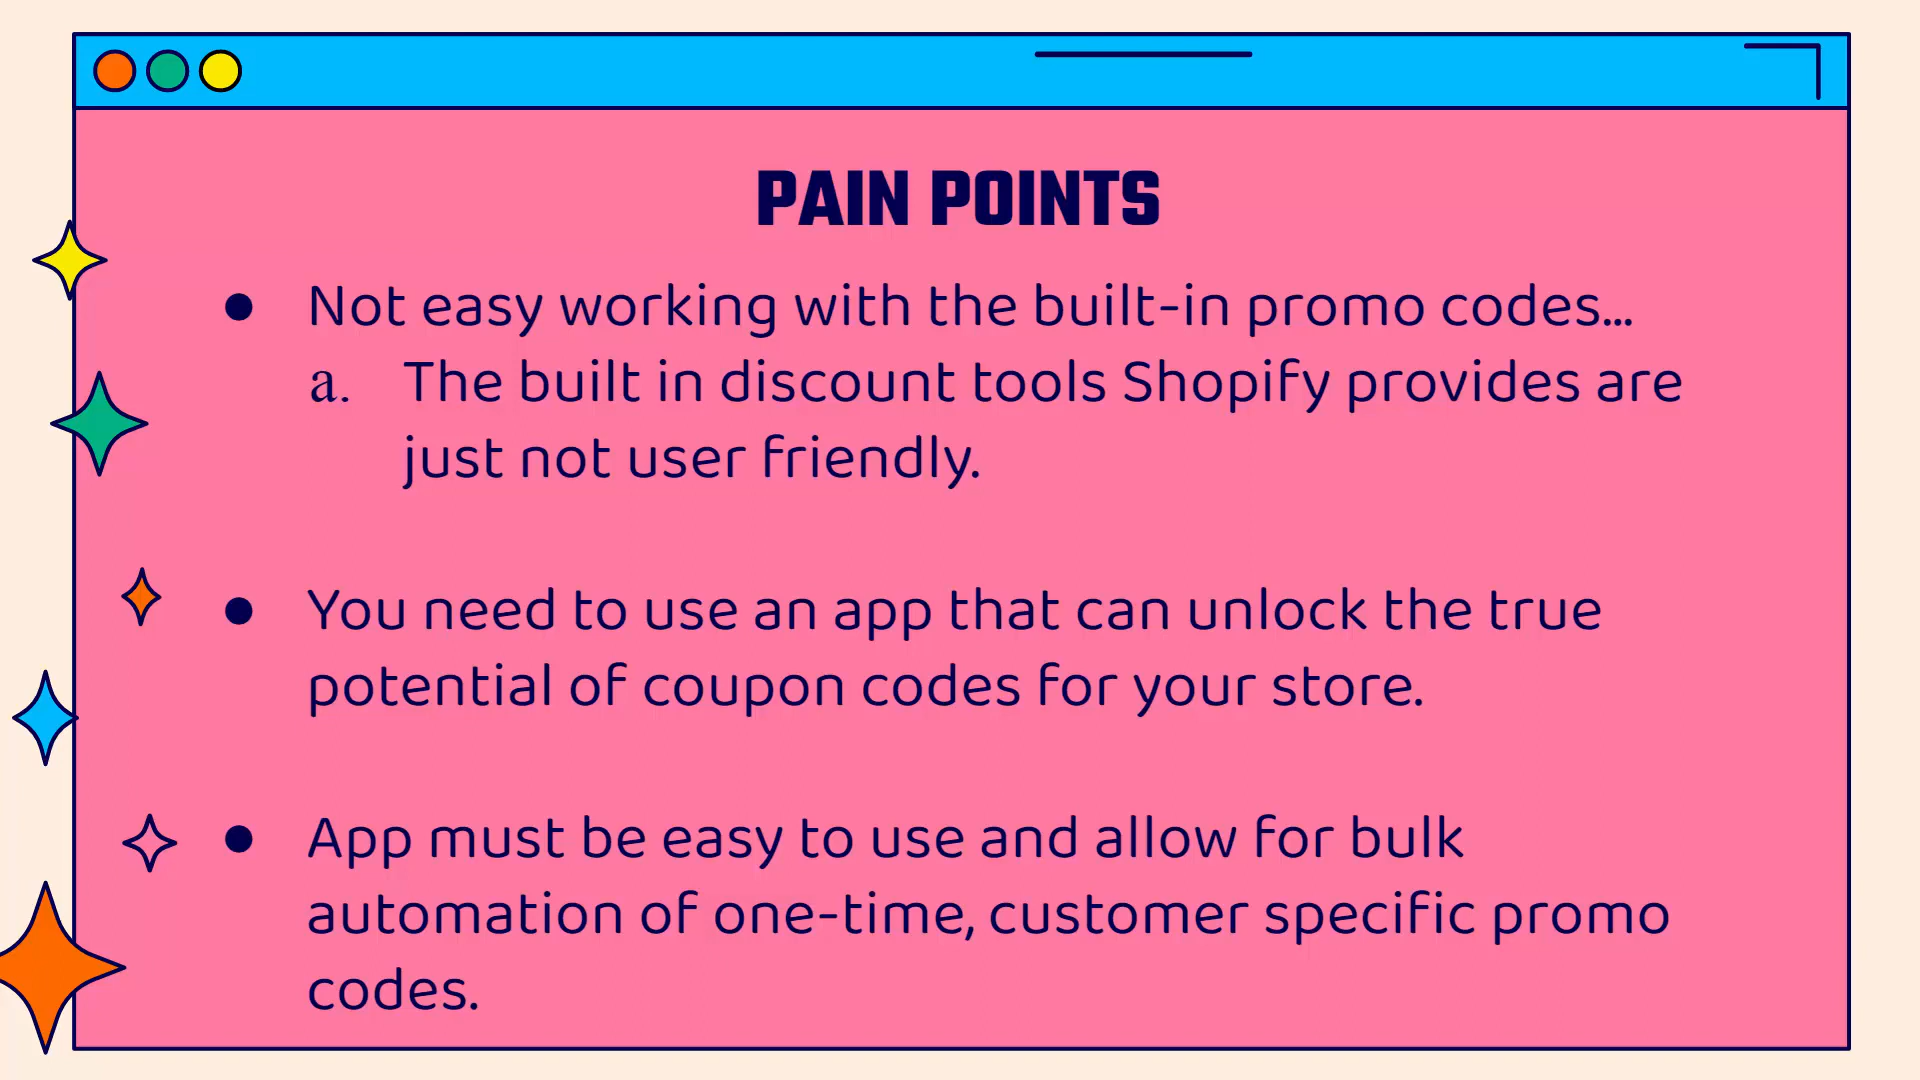 PAIN POINTS
● Not easy working with the built-in promo codes...
a. The built in discount tools Shopify provides are
just not user friendly.
● You need to use an app that can unlock the true
potential of coupon codes for your store.
● App must be easy to use and allow for bulk
automation of one-time, customer specific promo
codes.